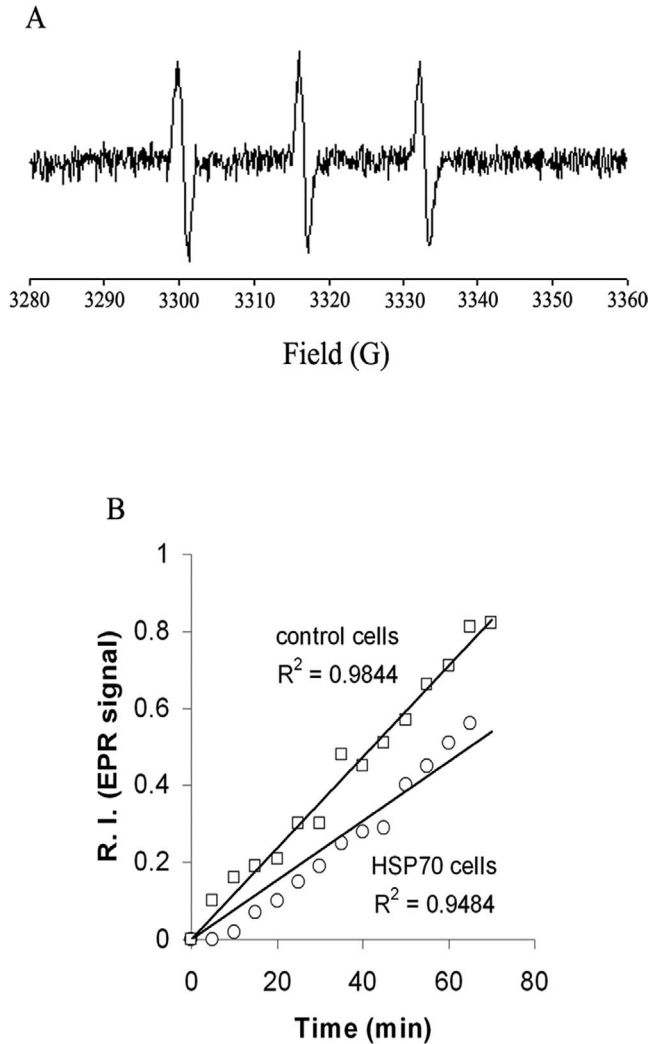 A
3280 3290 3300 3310 3320 3330 3340 3350 3360
Field (G)
B
R. I. (EPR signal)
1
0.8
0.6
0.4
0.2
0
control cells
R² = 0.9844
HSP70 cells
R² = 0.9484
0 20 40 60 80
Time (min)